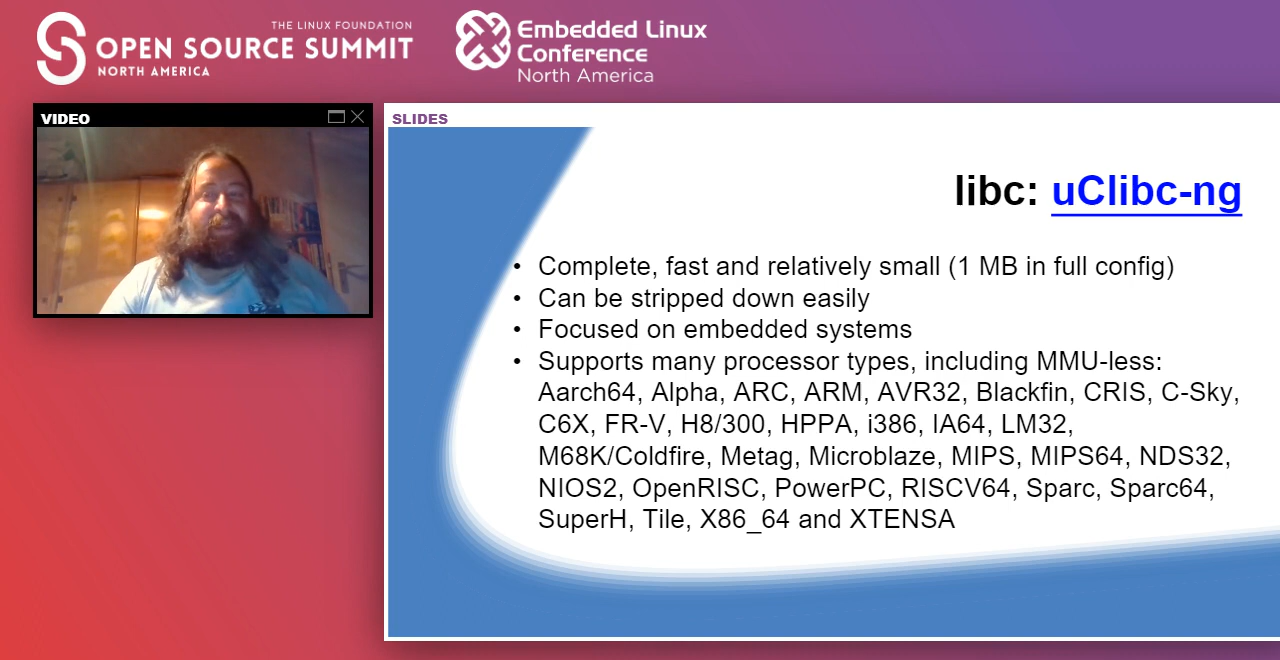 THE LINUX FOUNDATION
OPEN SOURCE SUMMIT
NORTH AMERICA
Embedded Linux
Conference
North America
VIDEO
SLIDES
libc: uClibc-ng
• Complete, fast and relatively small (1 MB in full config)
• Can be stripped down easily
• Focused on embedded systems
• Supports many processor types, including MMU-less:
Aarch64, Alpha, ARC, ARM, AVR32, Blackfin, CRIS, C-Sky,
C6X, FR-V, H8/300, HPPA, i386, IA64, LM32,
M68K/Coldfire, Metag, Microblaze, MIPS, MIPS64, NDS32,
NIOS2, OpenRISC, PowerPC, RISCV64, Sparc, Sparc64,
SuperH, Tile, X86_64 and XTENSA